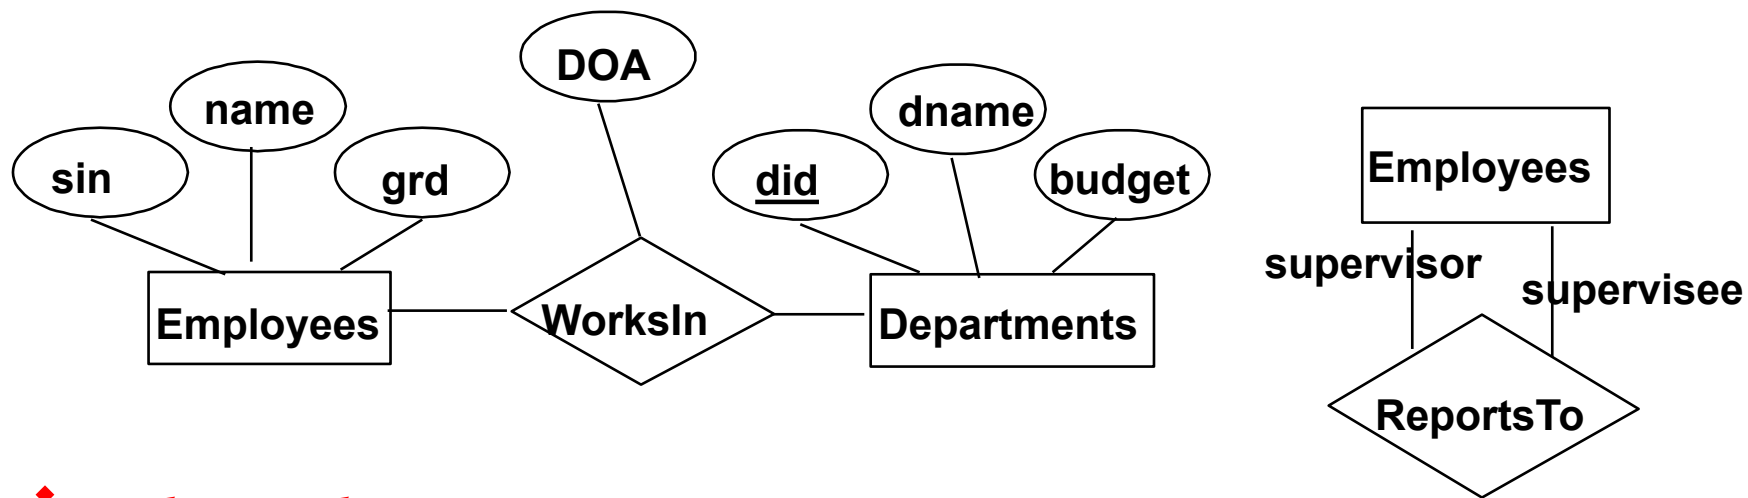 DOA
name
dname
sin
grd
did
budget
Employees
WorksIn
Departments
Employees
supervisor
supervisee
ReportsTo